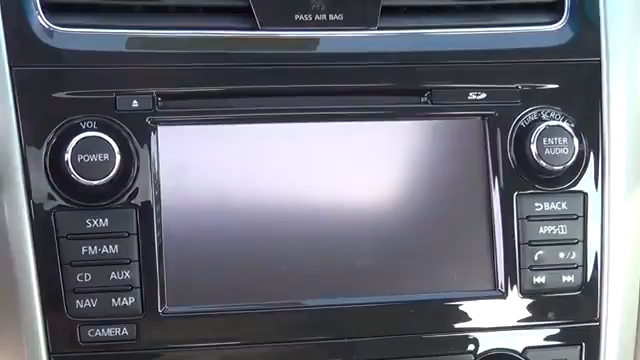 PASS AIR BAG
SD
VOL
POWER
TUNE·SCROLL
ENTER
AUDIO
SXM
FM·AM
CD AUX
NAV MAP
CAMERA
BACK
APPS·i